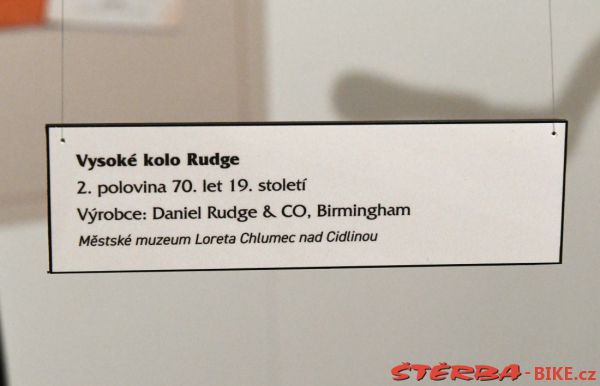 Vysoké kolo Rudge
2. polovina 70. let 19. století
Výrobce: Daniel Rudge & CO, Birmingham
Městské muzeum Loreta Chlumec nad Cidlinou
ŠTĚRBA-BIKE.cz